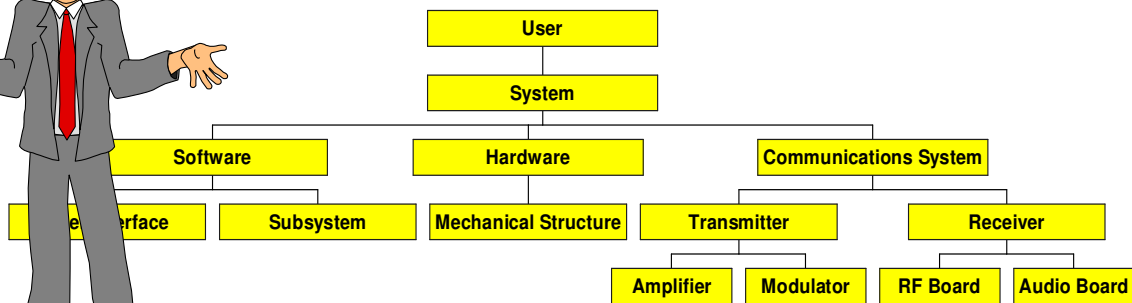 User
System
Software
Hardware
Communications System
Subsystem
Mechanical Structure
Transmitter
Receiver
Amplifier
Modulator
RF Board
Audio Board